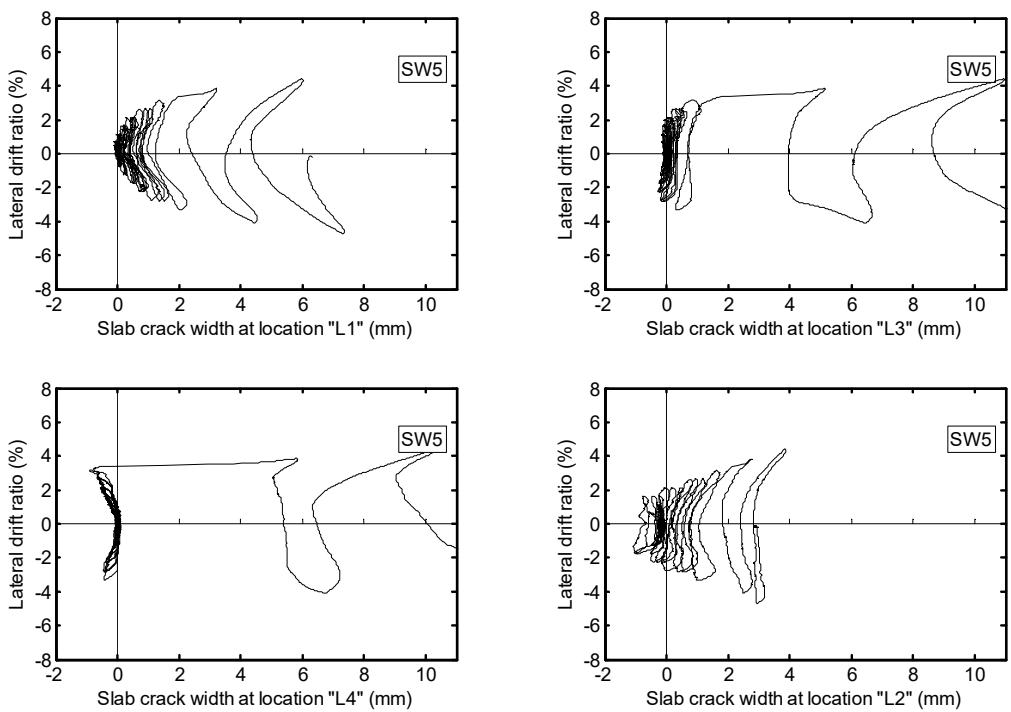 8
6
4
2
0
-2
-4
-6
-8
-2 0 2 4 6 8 10
Lateral drift ratio (%)
SW5
Slab crack width at location "L1" (mm)
8
6
4
2
0
-2
-4
-6
-8
-2 0 2 4 6 8 10
Lateral drift ratio (%)
SW5
Slab crack width at location "L3" (mm)
8
6
4
2
0
-2
-4
-6
-8
-2 0 2 4 6 8 10
Lateral drift ratio (%)
SW5
Slab crack width at location "L4" (mm)
8
6
4
2
0
-2
-4
-6
-8
-2 0 2 4 6 8 10
Lateral drift ratio (%)
SW5
Slab crack width at location "L2" (mm)